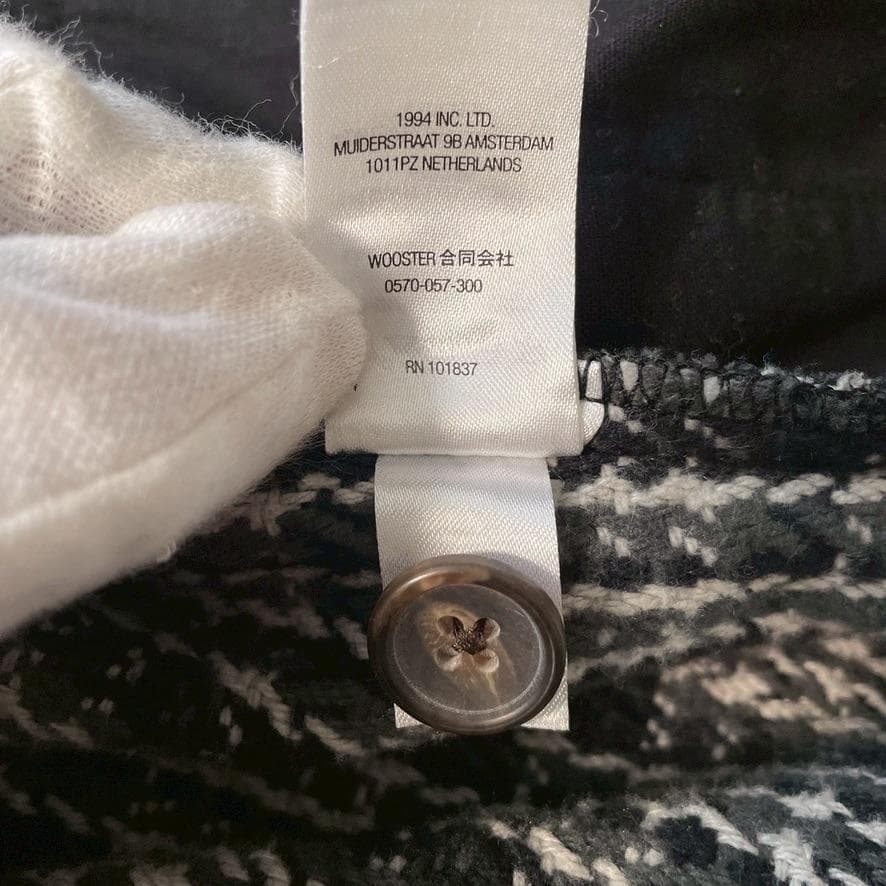 1994 INC. LTD.
MUIDERSTRAAT 9B AMSTERDAM
1011PZ NETHERLANDS
WOOSTER 合同会社
0570-057-300
RN 101837